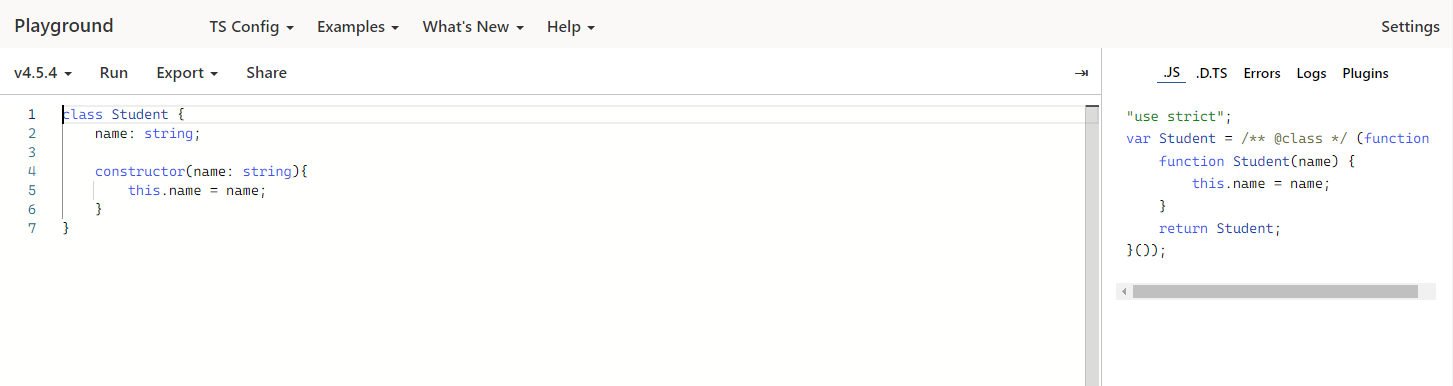 Playground TS Config Examples What's New Help Settings
v4.5.4 Run Export Share
.JS .D.TS Errors Logs Plugins
1 class Student {
2 name: string;
3
4 constructor(name: string){
5 this.name = name;
6 }
7 }
"use strict";
var Student = /** @class */ (function
function Student(name) {
this.name = name;
}
return Student;
}());